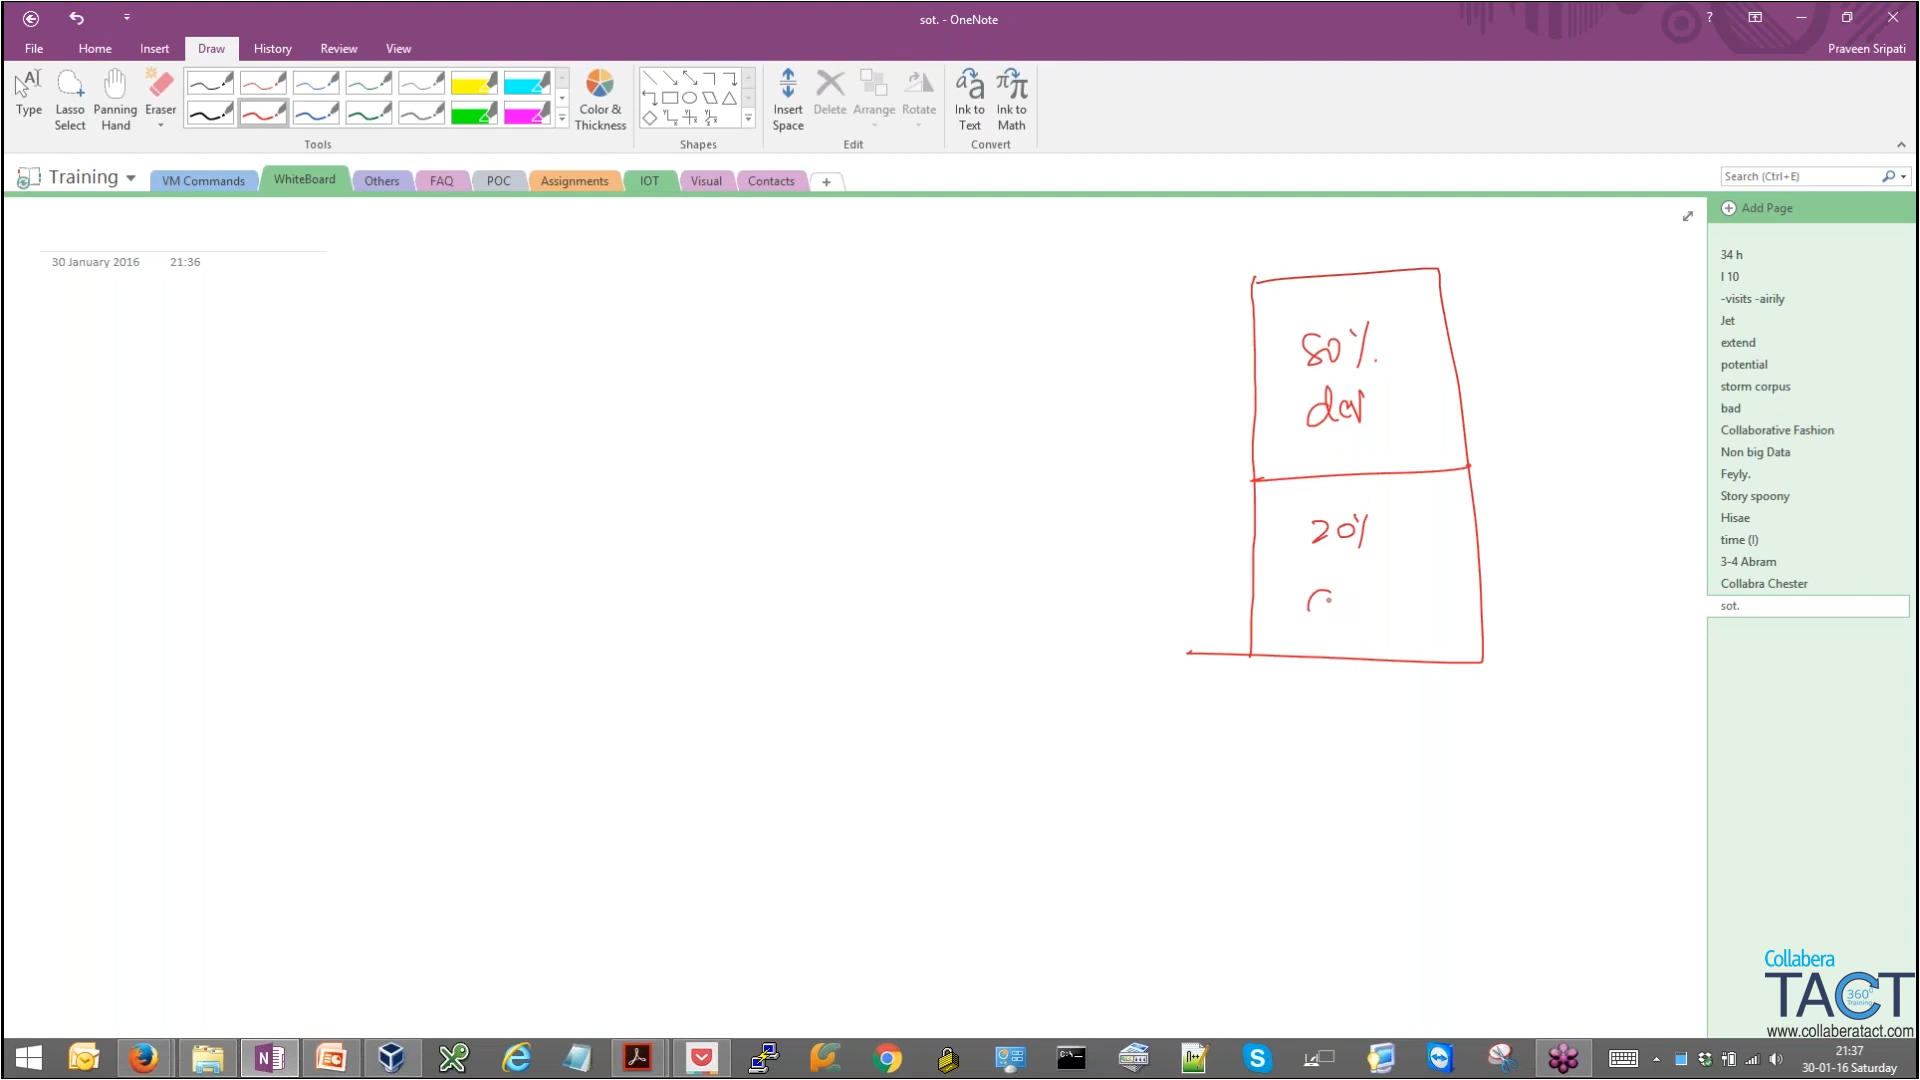 sot. - OneNote
?
File Home Insert Draw History Review View
Praveen Sripati
Type
Lasso Select
Panning Hand
Eraser
Color & Thickness
Insert Space
Delete
Arrange
Rotate
Ink to Text
Ink to Math
Tools
Shapes
Edit
Convert
Training
VM Commands WhiteBoard Others FAQ POC Assignments IOT Visual Contacts +
Search (Ctrl+E)
Add Page
30 January 2016 21:36
80%.
dev
20%
34 h
I 10
-visits -airily
Jet
extend
potential
storm corpus
bad
Collaborative Fashion
Non big Data
Feyly.
Story spoony
Hisae
time (l)
3-4 Abram
Collabra Chester
sot.
Collabera
TACT
360°
Training
www.collaberatact.com
21:37
30-01-16 Saturday